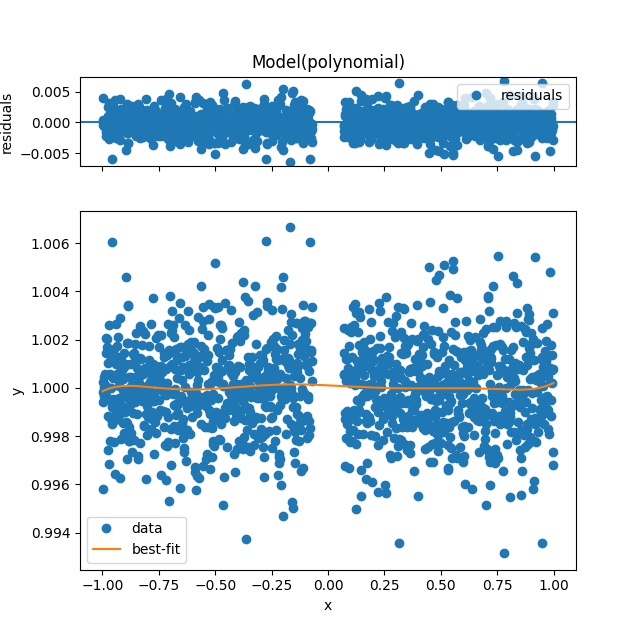 Model(polynomial)
0.005
0.000
−0.005
residuals
residuals
1.006
1.004
1.002
1.000
0.998
0.996
0.994
y
data
best-fit
−1.00 −0.75 −0.50 −0.25 0.00 0.25 0.50 0.75 1.00
x